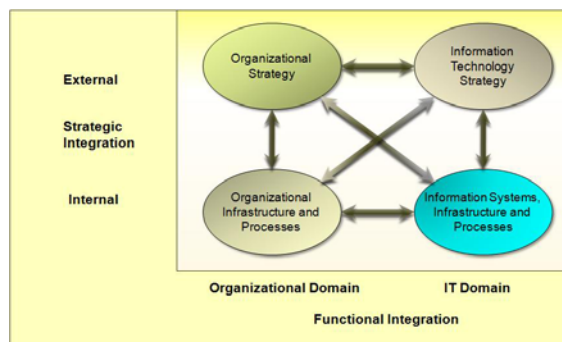 Organizational
Strategy
Information
Technology
Strategy
External
Strategic
Integration
Internal
Organizational
Infrastructure and
Processes
Information Systems,
Infrastructure and
Processes
Organizational Domain
IT Domain
Functional Integration